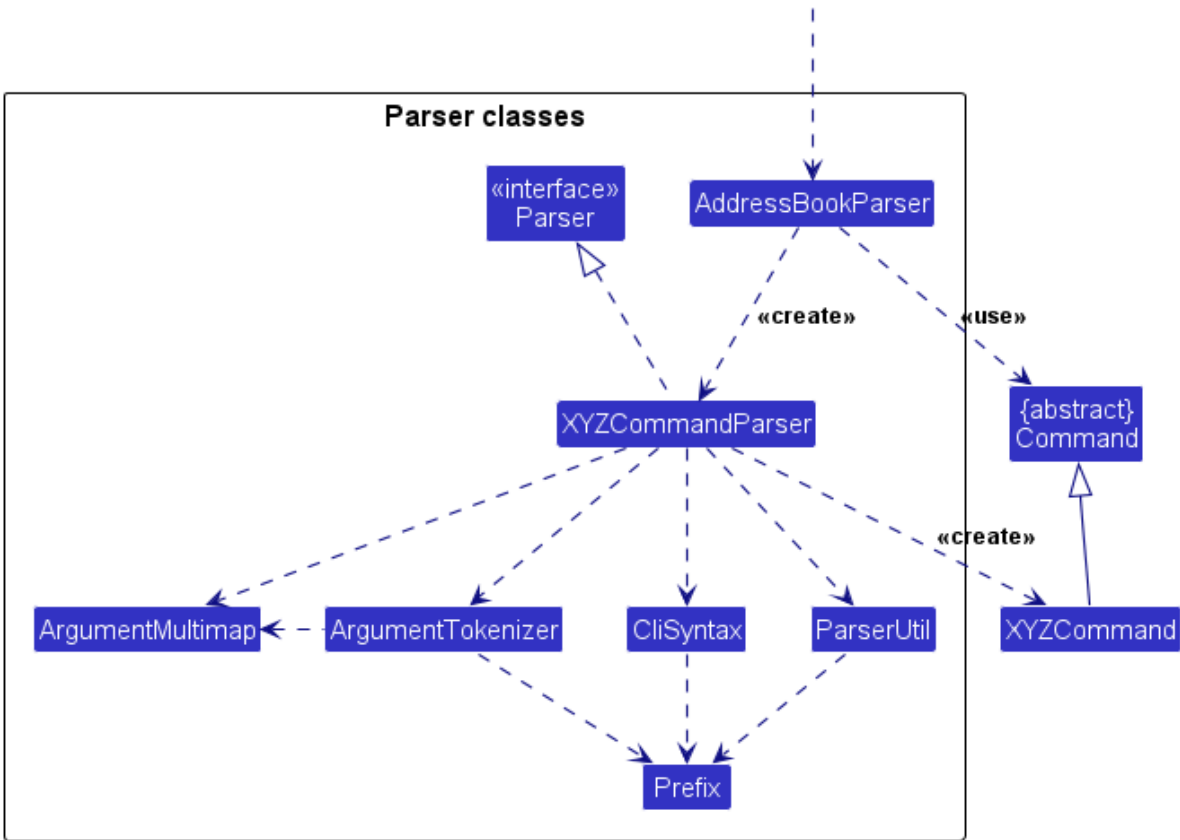 Parser classes
«interface»
Parser
AddressBookParser
«create»
«use»
XYZCommandParser
{abstract}
Command
«create»
ArgumentMultimap
ArgumentTokenizer
CliSyntax
ParserUtil
XYZCommand
Prefix